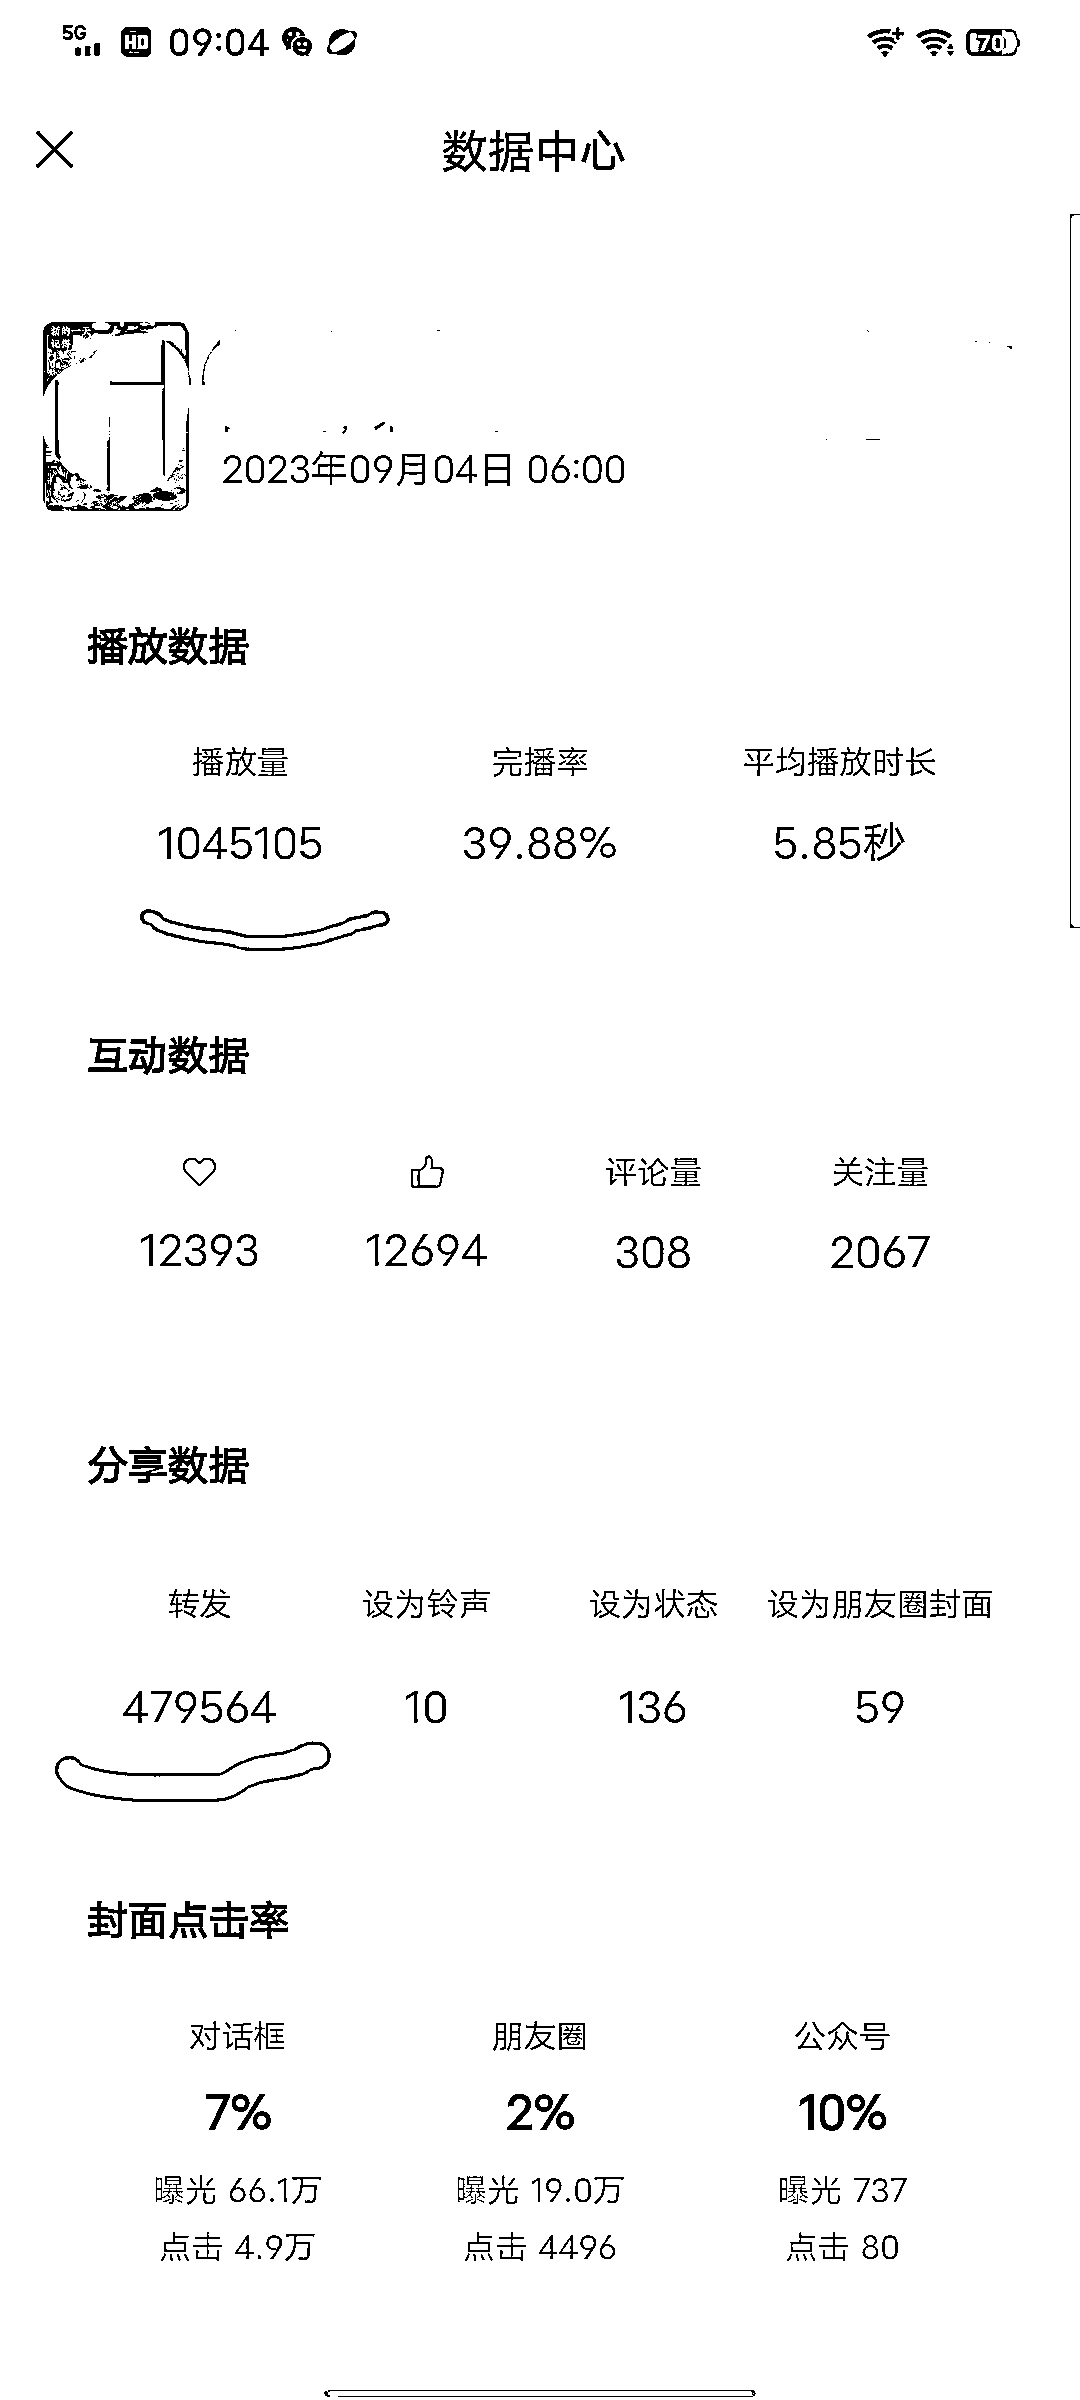 5G HD 09:04 70
数据中心
新的一天
2023年09月04日 06:00
播放数据
播放量 完播率 平均播放时长
1045105 39.88% 5.85秒
互动数据
评论量 关注量
12393 12694 308 2067
分享数据
转发 设为铃声 设为状态 设为朋友圈封面
479564 10 136 59
封面点击率
对话框 朋友圈 公众号
7% 2% 10%
曝光 66.1万 曝光 19.0万 曝光 737
点击 4.9万 点击 4496 点击 80